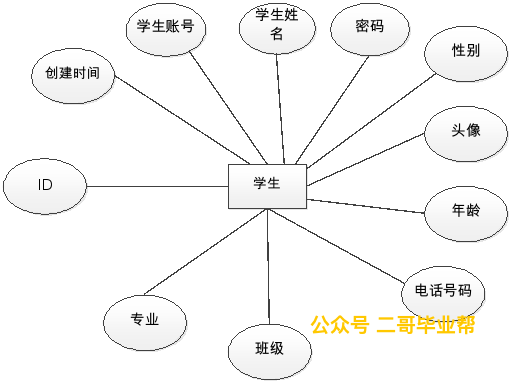 学生账号
学生姓
名
密码
性别
创建时间
头像
ID
学生
年龄
电话号码
专业
公众号 二哥毕业帮
班级